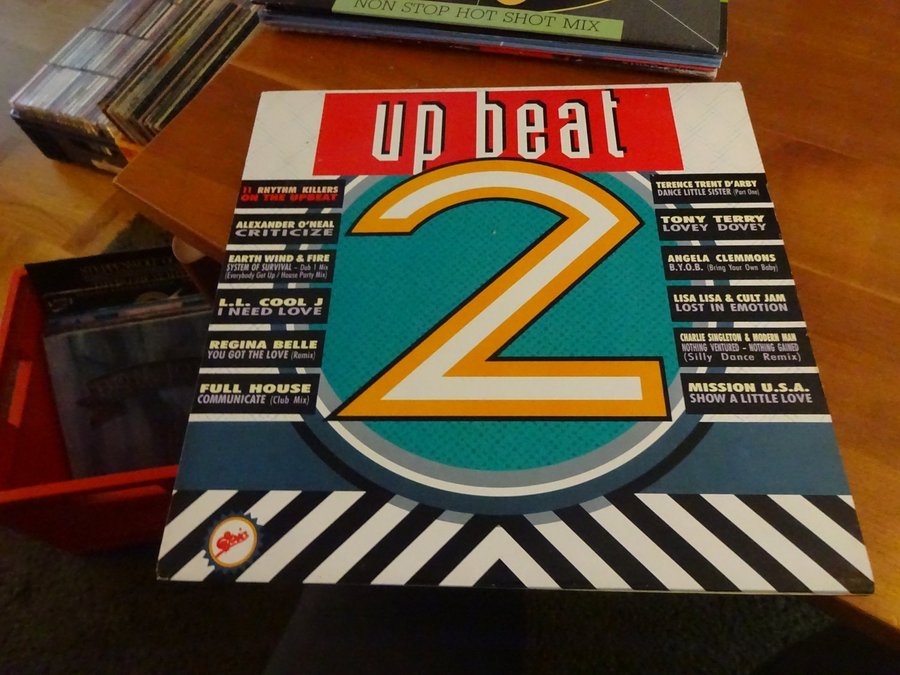 NON STOP HOT SHOT MIX
up beat
2
11 RHYTHM KILLERS
ON THE UPBEAT
ALEXANDER O'NEAL
CRITICIZE
EARTH WIND & FIRE
SYSTEM OF SURVIVAL - Dub 1 Mix
(Everybody Get Up / House Party Mix)
L.L. COOL J
I NEED LOVE
REGINA BELLE
YOU GOT THE LOVE (Remix)
FULL HOUSE
COMMUNICATE (Club Mix)
TERENCE TRENT D'ARBY
DANCE LITTLE SISTER (Part One)
TONY TERRY
LOVEY DOVEY
ANGELA CLEMMONS
B.Y.O.B. (Bring Your Own Baby)
LISA LISA & CULT JAM
LOST IN EMOTION
CHARLIE SINGLETON & MODERN MAN
NOTHING VENTURED - NOTHING GAINED
(Silly Dance Remix)
MISSION U.S.A.
SHOW A LITTLE LOVE
Epic